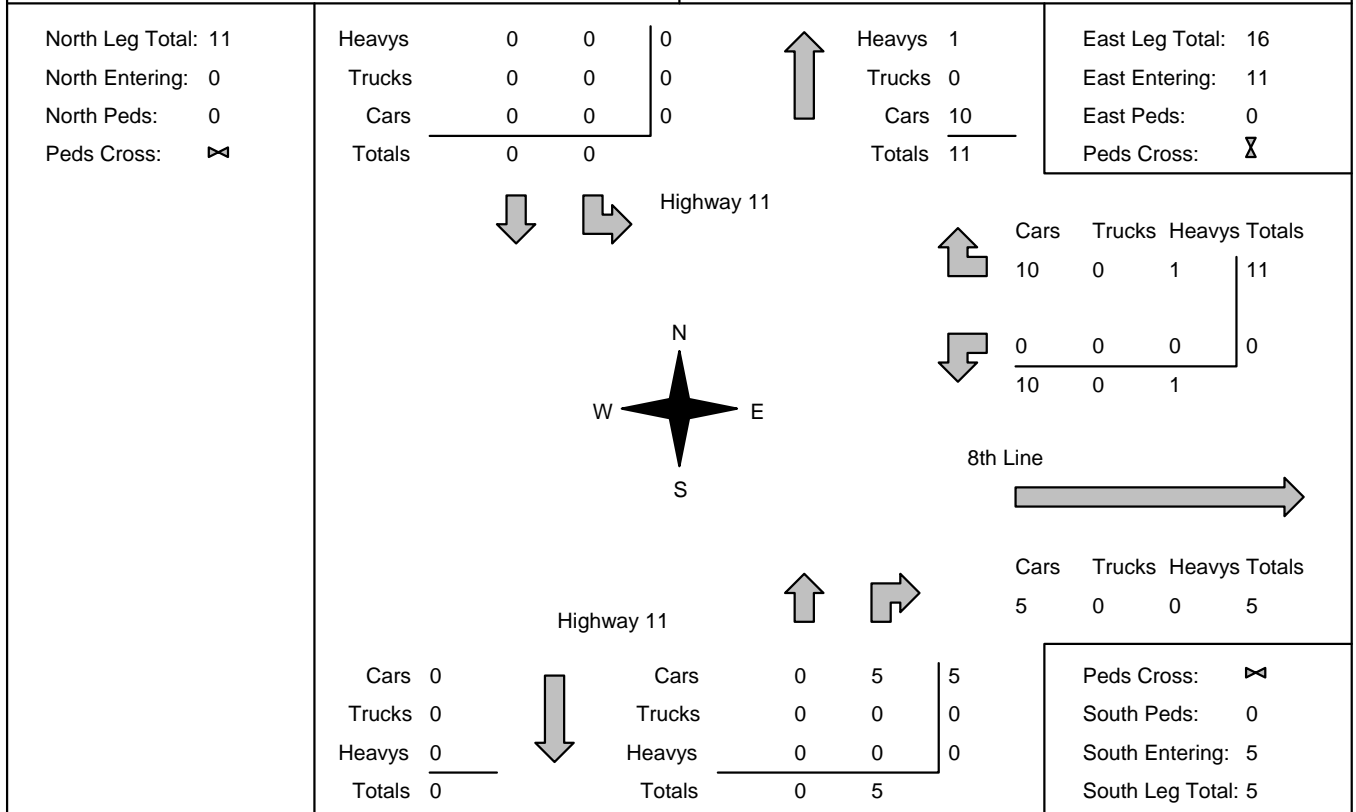 North Leg Total: 11
North Entering: 0
North Peds: 0
Peds Cross:
Heavys 0 0 0
Trucks 0 0 0
Cars 0 0 0
Totals 0 0
Heavys 1
Trucks 0
Cars 10
Totals 11
East Leg Total: 16
East Entering: 11
East Peds: 0
Peds Cross:
Highway 11
Cars Trucks Heavys Totals
10 0 1 11
0 0 0 0
10 0 1
N
W E
S
8th Line
Cars Trucks Heavys Totals
5 0 0 5
Highway 11
Cars 0
Trucks 0
Heavys 0
Totals 0
Cars 0 5 5
Trucks 0 0 0
Heavys 0 0 0
Totals 0 5
Peds Cross:
South Peds: 0
South Entering: 5
South Leg Total: 5